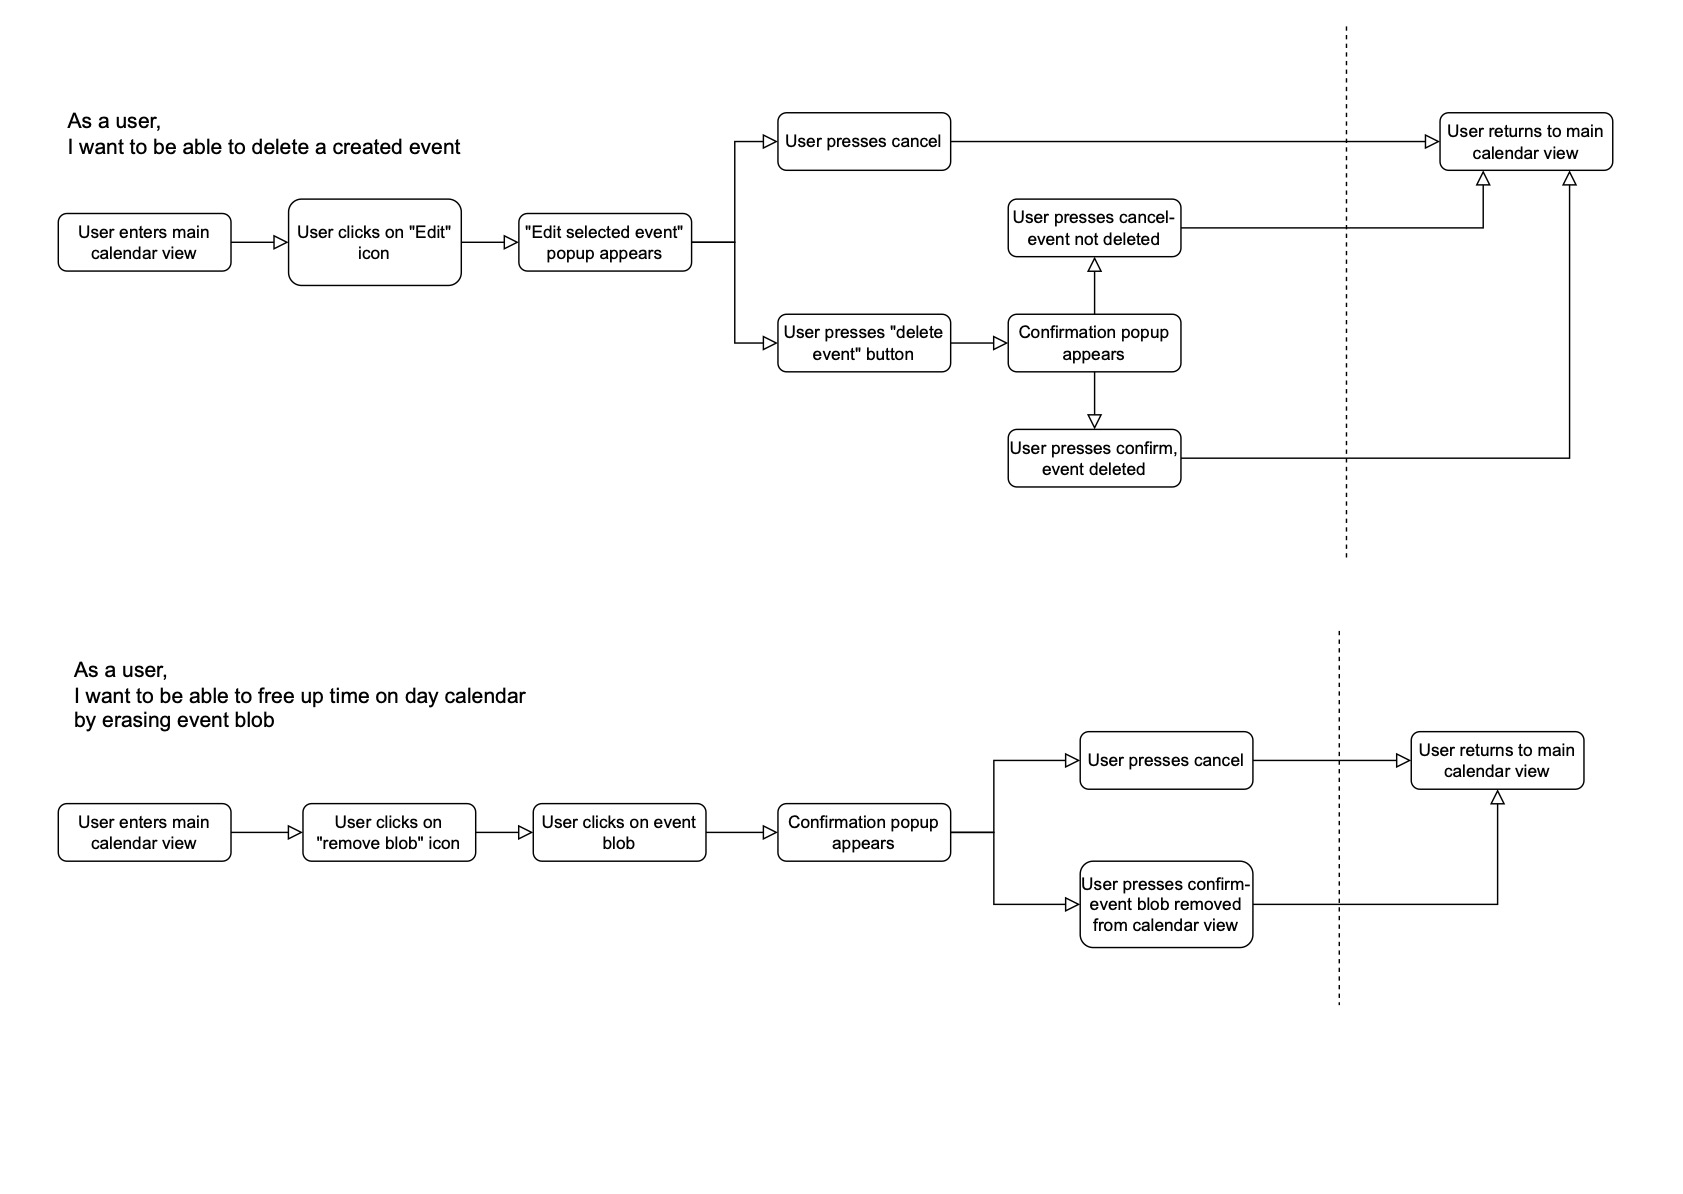 As a user,
I want to be able to delete a created event
User enters main
calendar view
User clicks on "Edit"
icon
"Edit selected event"
popup appears
User presses cancel
User returns to main
calendar view
User presses cancel-
event not deleted
User presses "delete
event" button
Confirmation popup
appears
User presses confirm,
event deleted
As a user,
I want to be able to free up time on day calendar
by erasing event blob
User enters main
calendar view
User clicks on
"remove blob" icon
User clicks on event
blob
Confirmation popup
appears
User presses cancel
User returns to main
calendar view
User presses confirm-
event blob removed
from calendar view